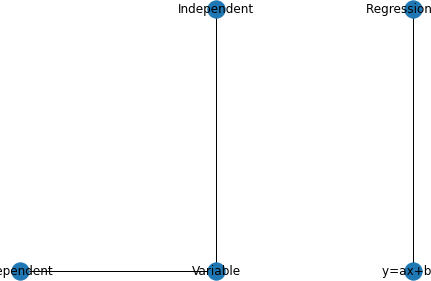 Independent
Regression
ependent
Variable
y=ax+b